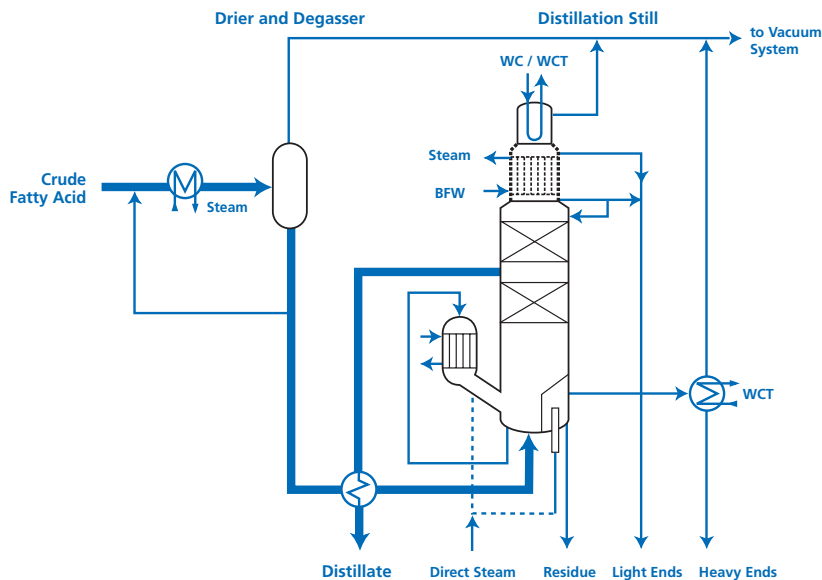 Drier and Degasser
Distillation Still
to Vacuum
System
WC / WCT
Steam
Crude
Fatty Acid
Steam
BFW
WCT
Distillate
Direct Steam
Residue
Light Ends
Heavy Ends